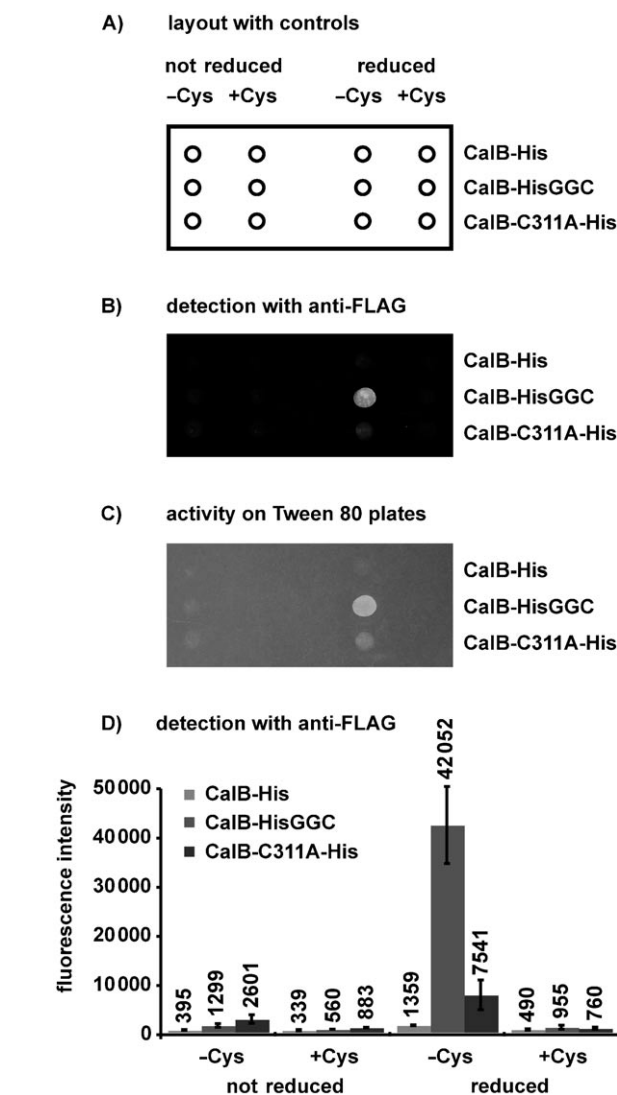 A) layout with controls
not reduced reduced
–Cys +Cys –Cys +Cys
CalB-His
CalB-HisGGC
CalB-C311A-His
B) detection with anti-FLAG
CalB-His
CalB-HisGGC
CalB-C311A-His
C) activity on Tween 80 plates
CalB-His
CalB-HisGGC
CalB-C311A-His
D) detection with anti-FLAG
fluorescence intensity
50000
40000
30000
20000
10000
0
CalB-His
CalB-HisGGC
CalB-C311A-His
395 1299 2601 339 560 883 1359 42052 7541 490 955 760
–Cys +Cys –Cys +Cys
not reduced reduced